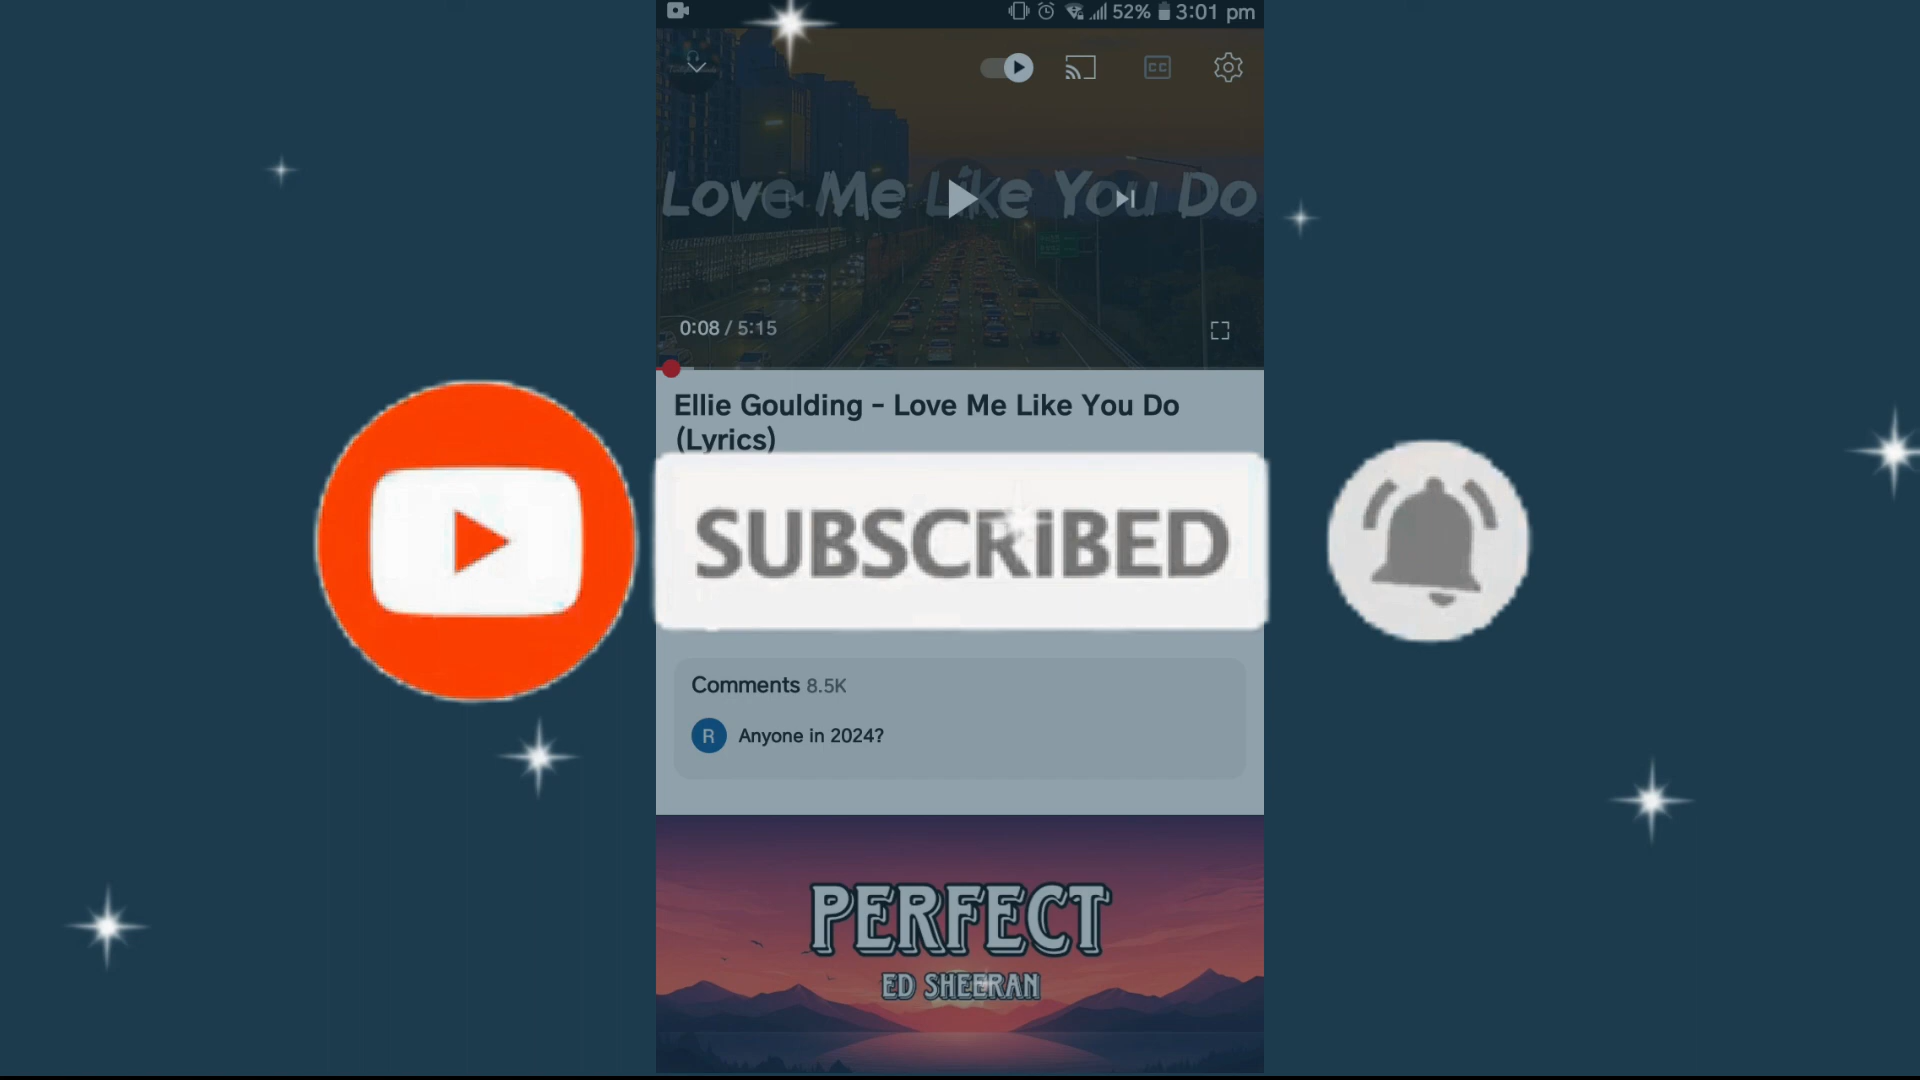 52% 3:01 pm
CC
Love Me Like You Do
0:08 / 5:15
Ellie Goulding - Love Me Like You Do
(Lyrics)
SUBSCRiBED
Comments 8.5K
R Anyone in 2024?
PERFECT
ED SHEERAN